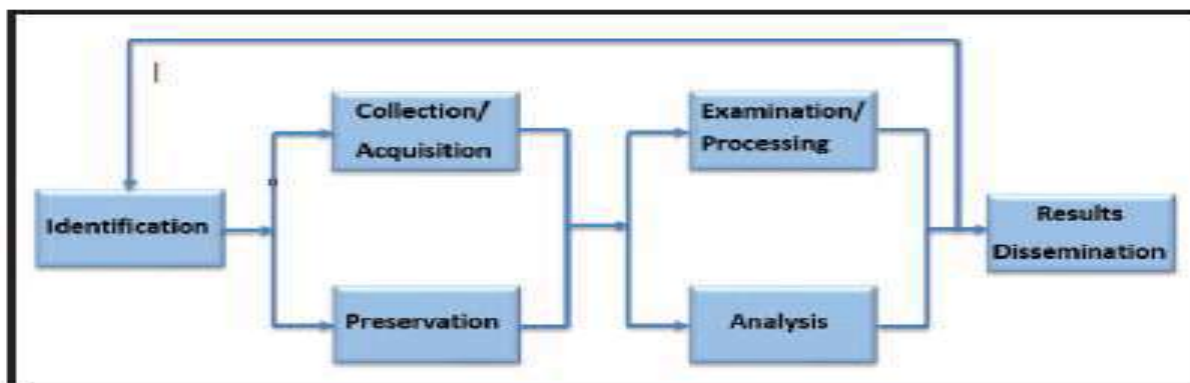 Identification
Collection/
Acquisition
Preservation
Examination/
Processing
Analysis
Results
Dissemination